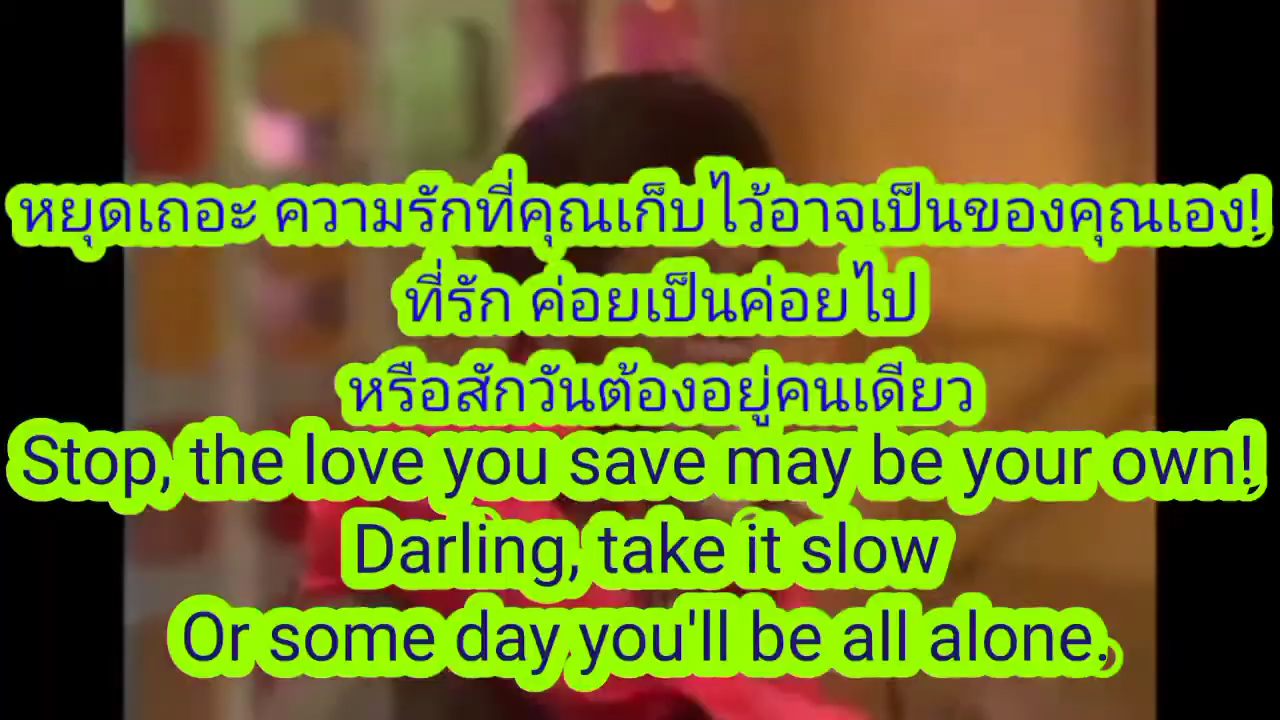 หยุดเถอะ ความรักที่คุณเก็บไว้อาจเป็นของคุณเอง!,
ที่รัก ค่อยเป็นค่อยไป
หรือสักวันต้องอยู่คนเดียว
Stop, the love you save may be your own!,
Darling, take it slow
Or some day you'll be all alone.